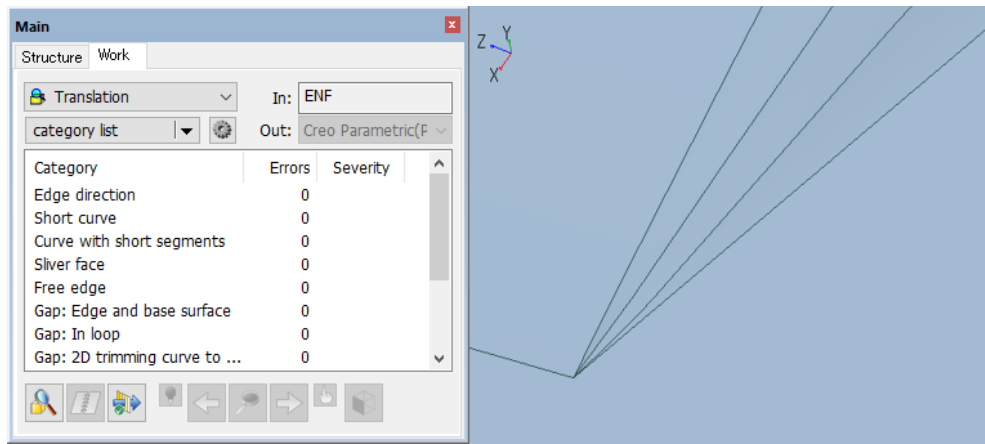 Main
Structure Work
Translation In: ENF
category list Out: Creo Parametric(P
Category Errors Severity
Edge direction 0
Short curve 0
Curve with short segments 0
Sliver face 0
Free edge 0
Gap: Edge and base surface 0
Gap: In loop 0
Gap: 2D trimming curve to ... 0
Z Y
X